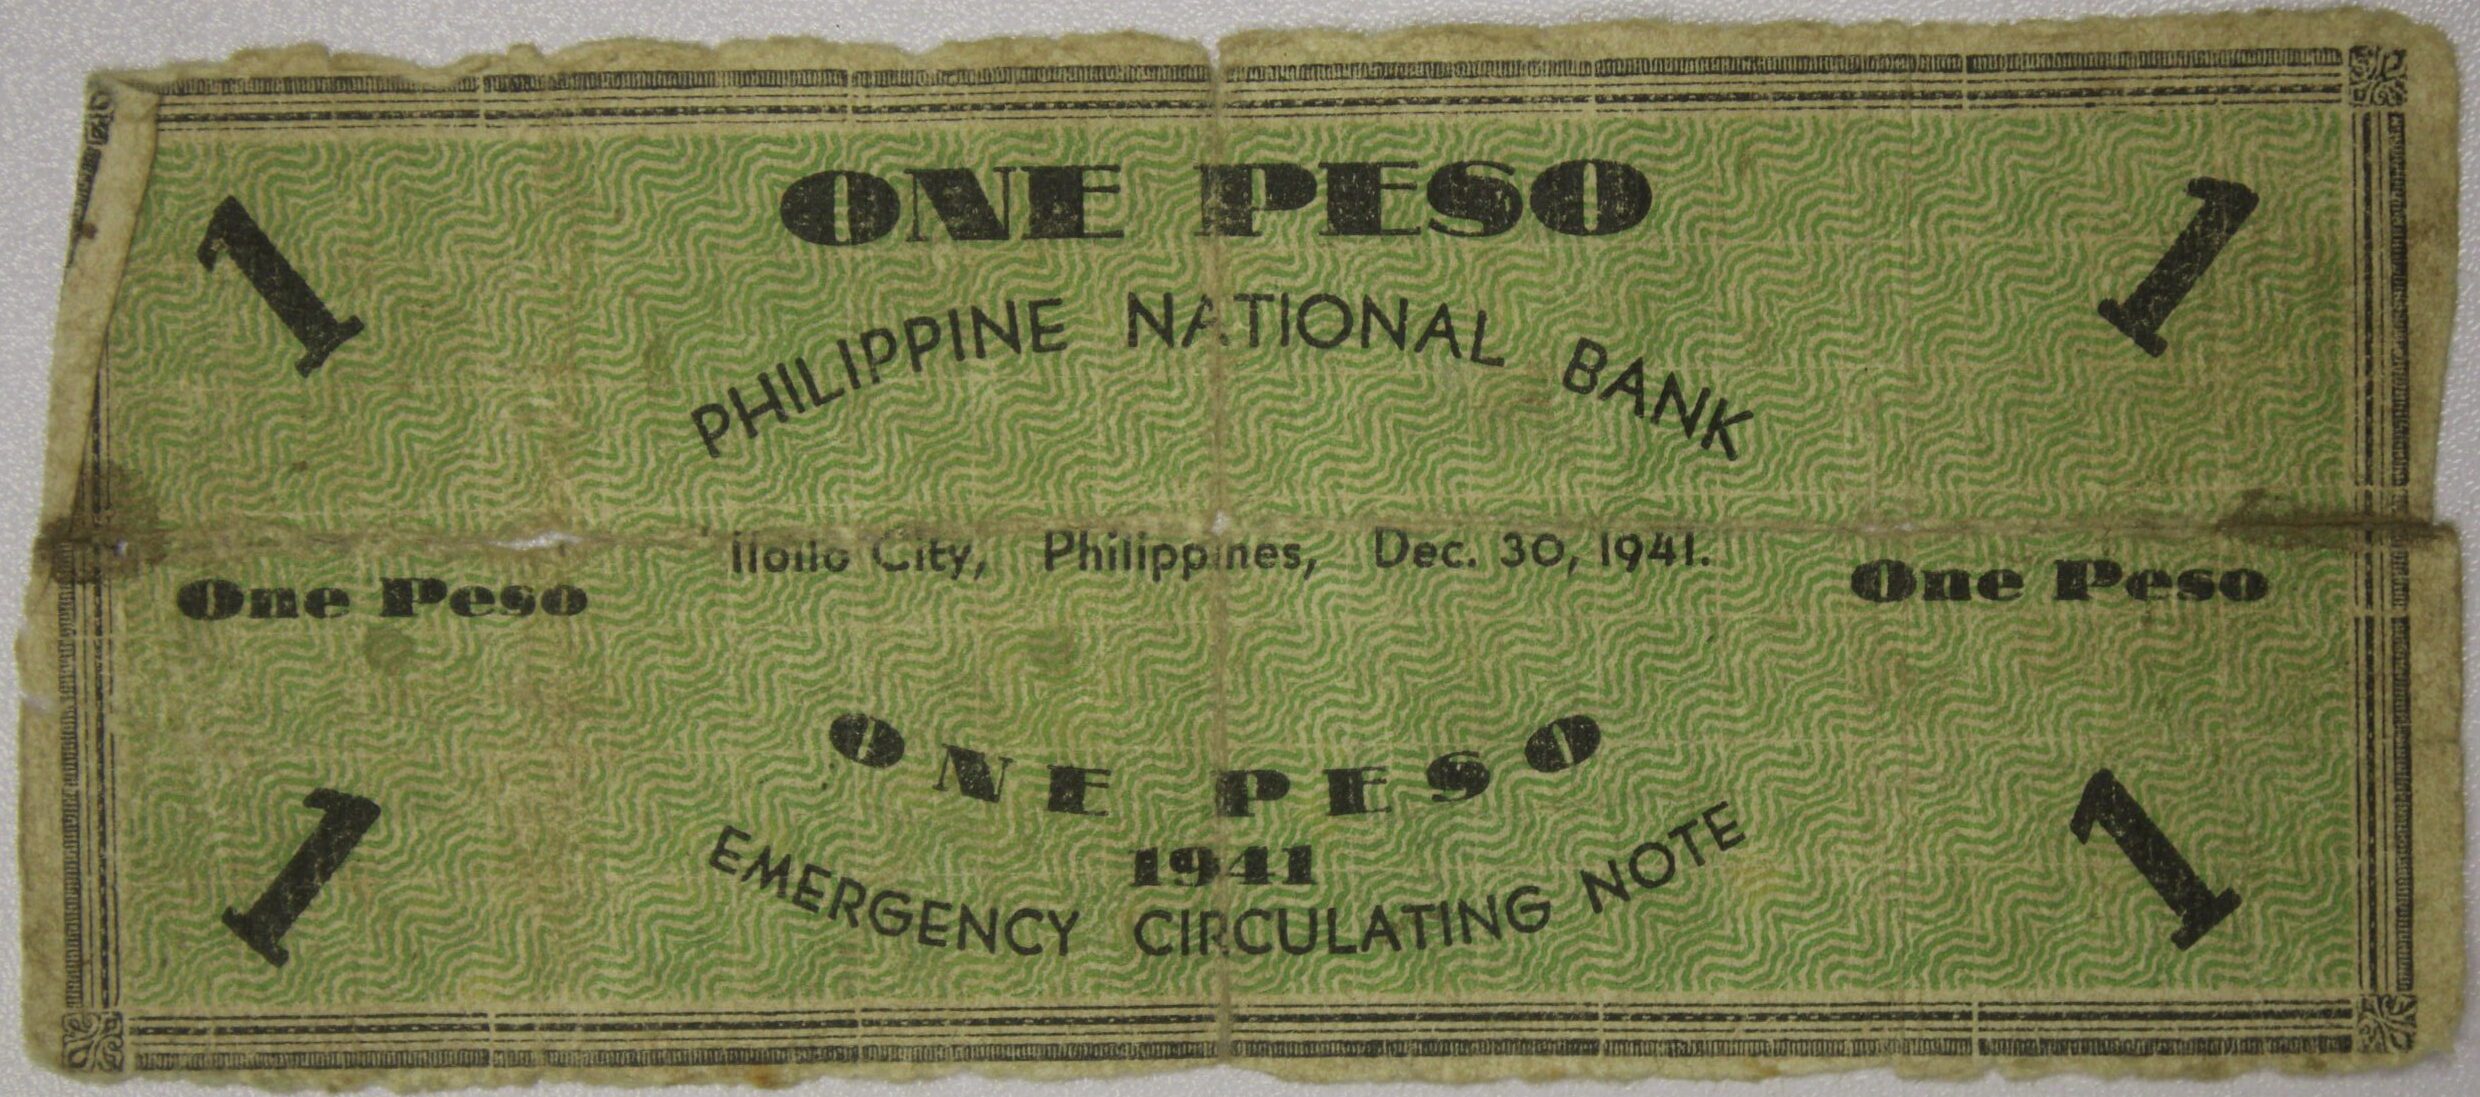 ONE PESO
1 1
PHILIPPINE NATIONAL BANK
Iloilo City, Philippines, Dec. 30, 1941.
One Peso One Peso
ONE PESO
1 1941 1
EMERGENCY CIRCULATING NOTE